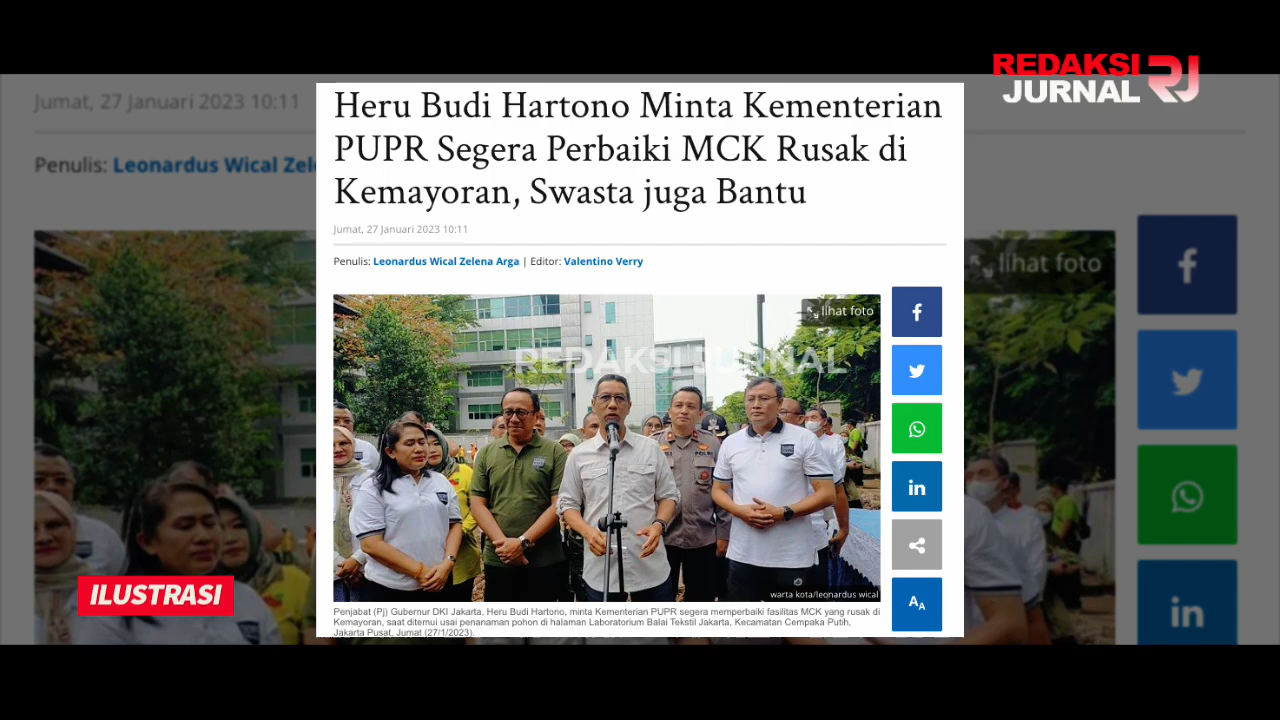 REDAKSI
JURNAL RJ
Jumat, 27 Januari 2023 10:11
Penulis: Leonardus Wical Zele
lihat foto
Heru Budi Hartono Minta Kementerian
PUPR Segera Perbaiki MCK Rusak di
Kemayoran, Swasta juga Bantu
Jumat, 27 Januari 2023 10:11
Penulis: Leonardus Wical Zelena Arga | Editor: Valentino Verry
lihat foto
REDAKSI JURNAL
POLRI
warta kota/leonardus wical
Penjabat (Pj) Gubernur DKI Jakarta, Heru Budi Hartono, minta Kementerian PUPR segera memperbaiki fasilitas MCK yang rusak di
Kemayoran, saat ditemui usai penanaman pohon di halaman Laboratorium Balai Tekstil Jakarta, Kecamatan Cempaka Putih,
Jakarta Pusat, Jumat (27/1/2023).
AA
ILUSTRASI